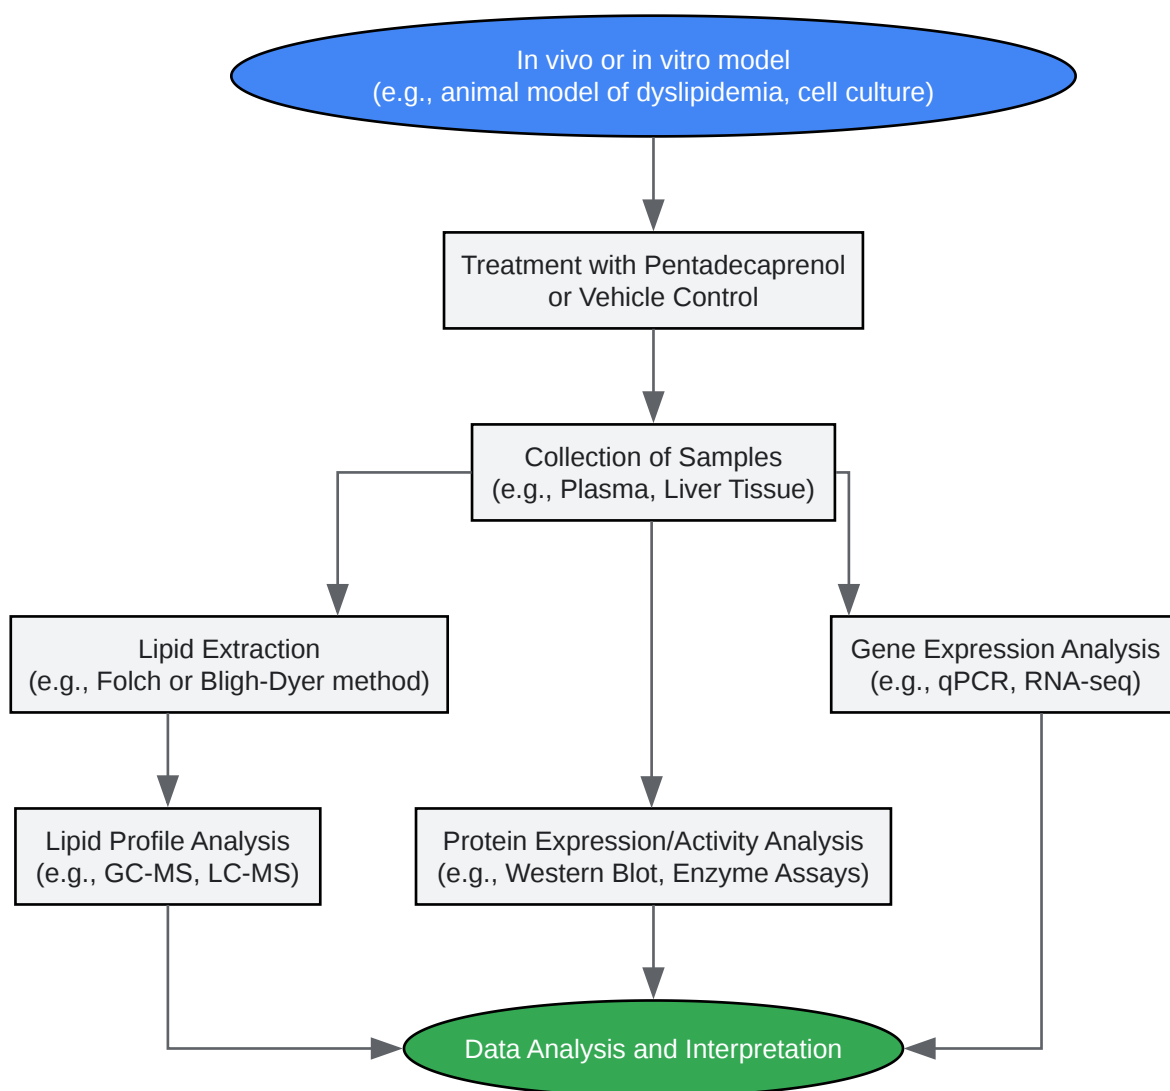 In vivo or in vitro model
(e.g., animal model of dyslipidemia, cell culture)
Treatment with Pentadecaprenol
or Vehicle Control
Collection of Samples
(e.g., Plasma, Liver Tissue)
Lipid Extraction
(e.g., Folch or Bligh-Dyer method)
Gene Expression Analysis
(e.g., qPCR, RNA-seq)
Lipid Profile Analysis
(e.g., GC-MS, LC-MS)
Protein Expression/Activity Analysis
(e.g., Western Blot, Enzyme Assays)
Data Analysis and Interpretation